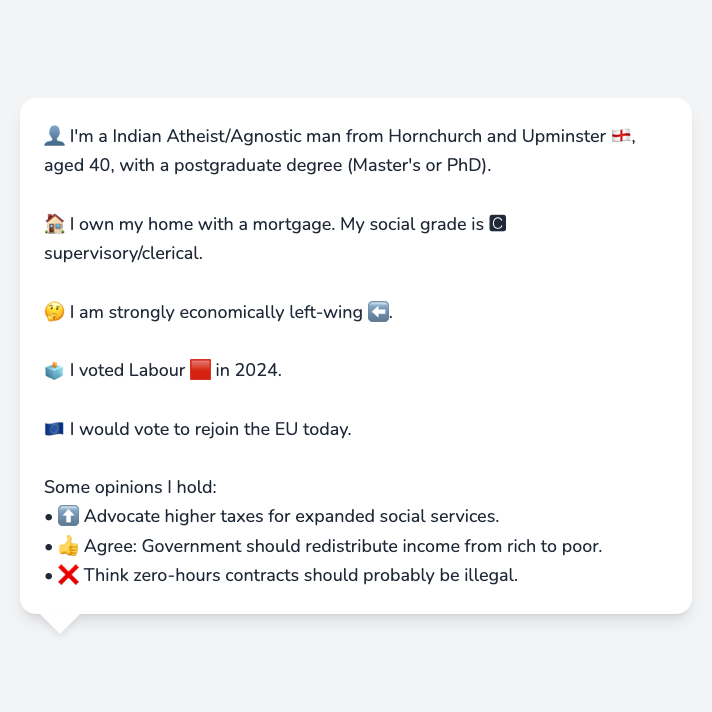 👤 I'm a Indian Atheist/Agnostic man from Hornchurch and Upminster 🏴󠁧󠁢󠁥󠁮󠁧󠁿,
aged 40, with a postgraduate degree (Master's or PhD).
🏠 I own my home with a mortgage. My social grade is 🅲
supervisory/clerical.
🤔 I am strongly economically left-wing ⬅️.
🗳️ I voted Labour 🟥 in 2024.
🇪🇺 I would vote to rejoin the EU today.
Some opinions I hold:
• ⬆️ Advocate higher taxes for expanded social services.
• 👍 Agree: Government should redistribute income from rich to poor.
• ❌ Think zero-hours contracts should probably be illegal.